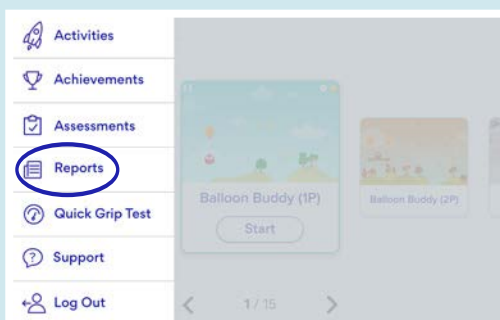 Activities
Achievements
Assessments
Reports
Quick Grip Test
Support
Log Out
Balloon Buddy (1P)
Start
Balloon Buddy (2P)
1 / 15